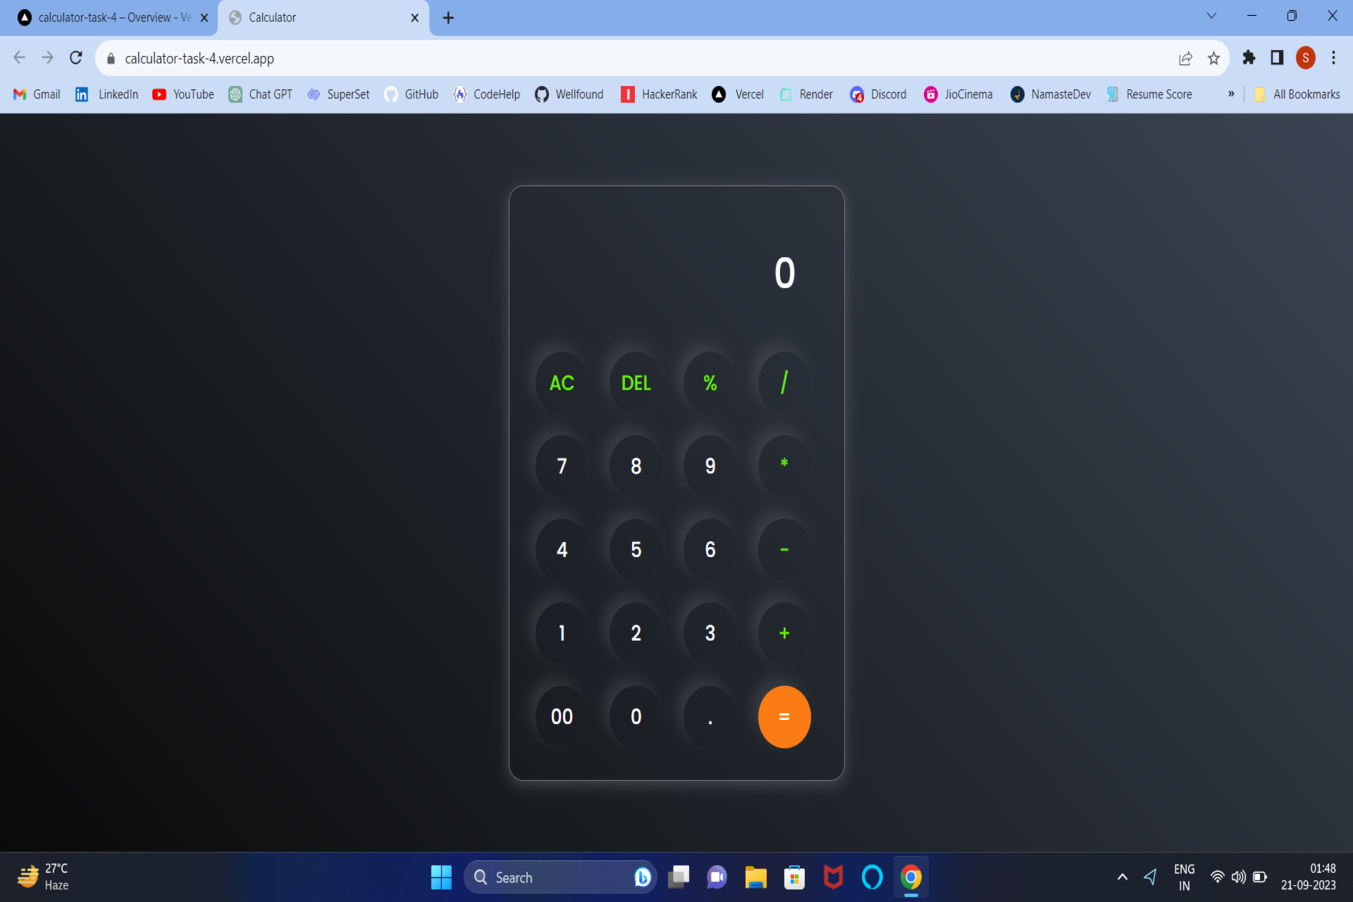 calculator-task-4 – Overview - Ve
Calculator
calculator-task-4.vercel.app
S
Gmail LinkedIn YouTube Chat GPT SuperSet GitHub CodeHelp Wellfound HackerRank Vercel Render Discord JioCinema NamasteDev Resume Score » All Bookmarks
0
AC DEL % /
7 8 9 *
4 5 6 -
1 2 3 +
00 0 . =
27°C
Haze
Search
ENG
IN
01:48
21-09-2023